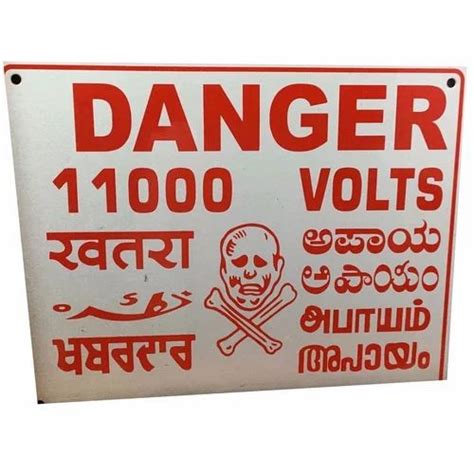 DANGER
11000 VOLTS
खतरा
ਖਬਰਦਾਰ
ಅಪಾಯ
అపాయం
அபாயம்
അപായം